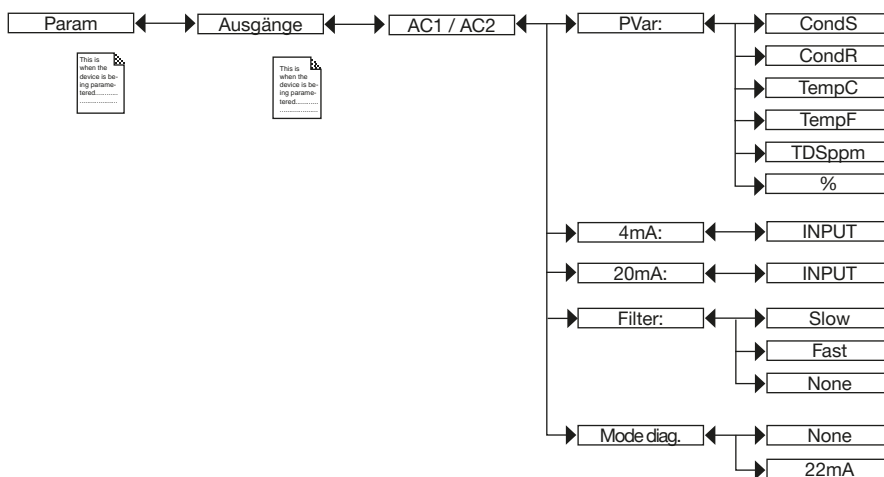 Param
Ausgänge
AC1 / AC2
PVar:
CondS
CondR
TempC
TempF
TDSppm
%
This is
when the
device is be-
ing parame-
tered............
...................
This is
when the
device is be-
ing parame-
tered............
...................
4mA:
INPUT
20mA:
INPUT
Filter:
Slow
Fast
None
Mode diag.
None
22mA